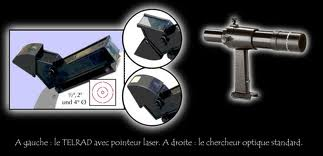 ½°, 2°
und 4° Ø
A gauche : le TELRAD avec pointeur laser. A droite : le chercheur optique standard.